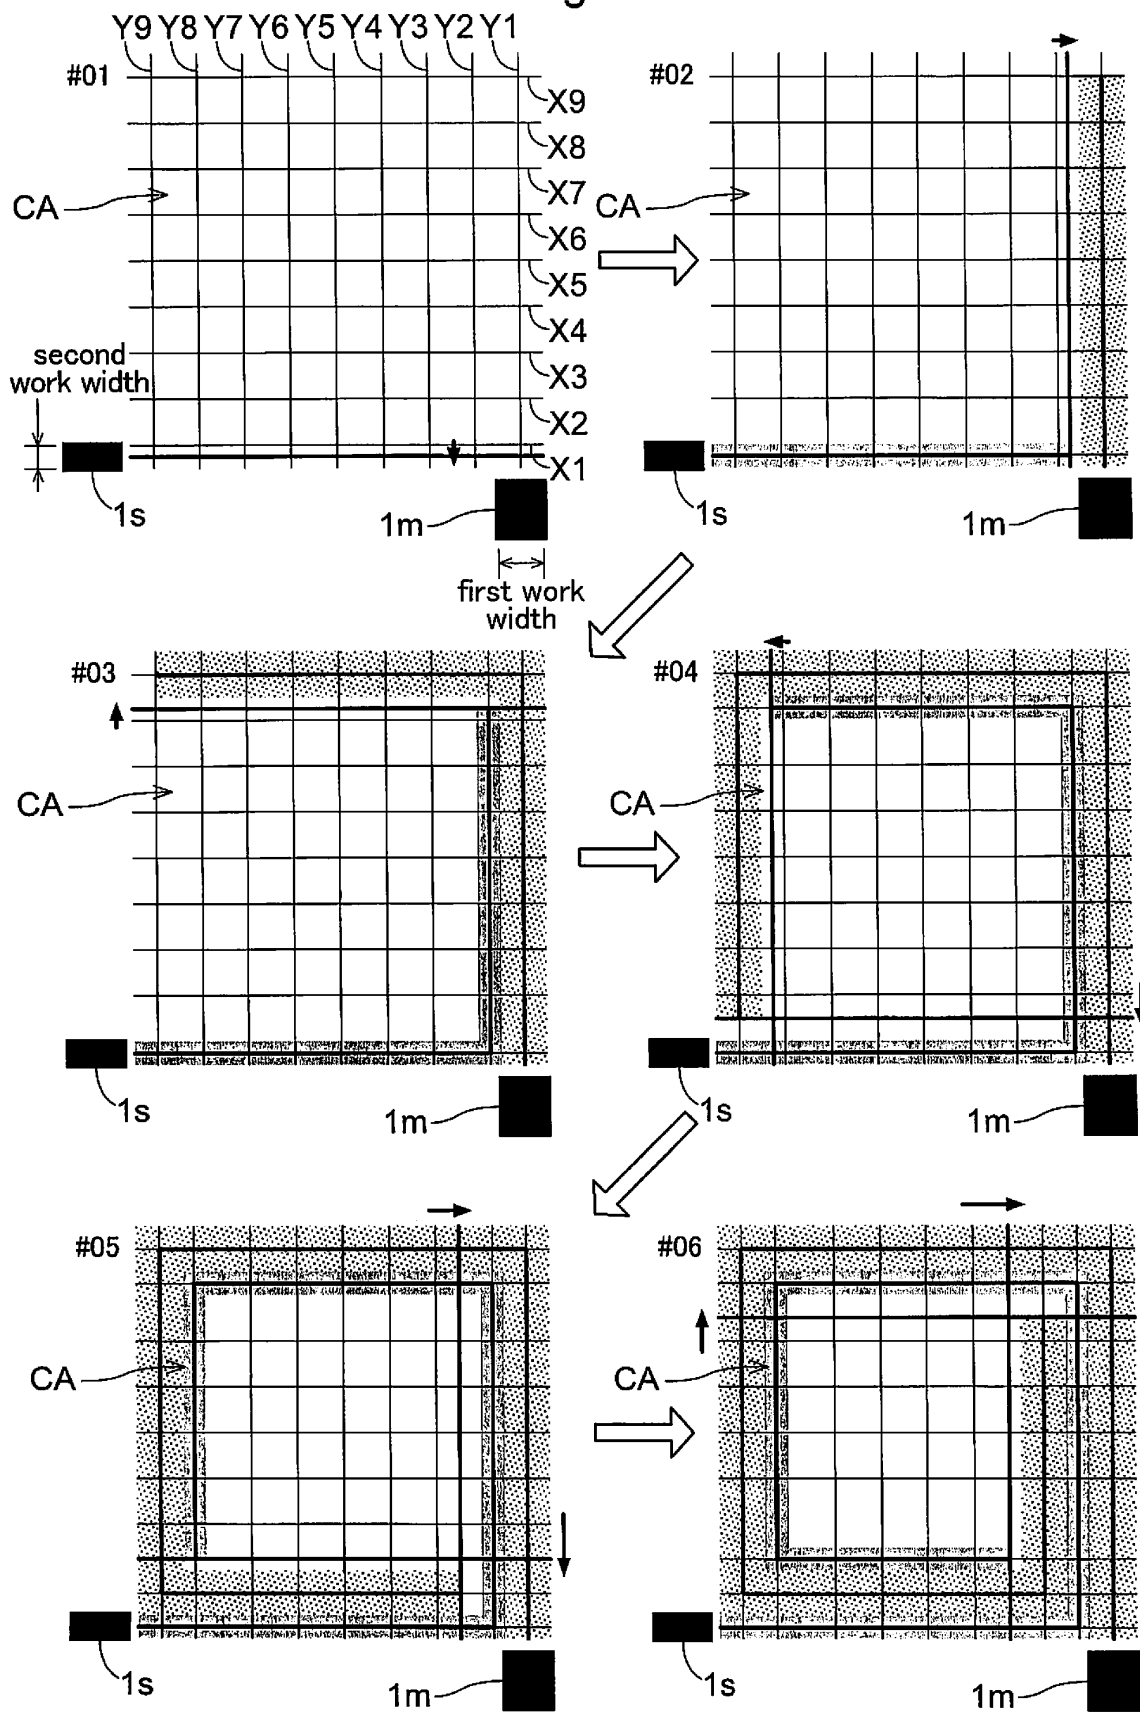 g
Y9 Y8 Y7 Y6 Y5 Y4 Y3 Y2 Y1
#01
X9
X8
X7
X6
X5
X4
X3
X2
X1
CA
second
work width
1s
1m
first work
width
#02
CA
1s
1m
#03
CA
1s
1m
#04
CA
1s
1m
#05
CA
1s
1m
#06
CA
1s
1m